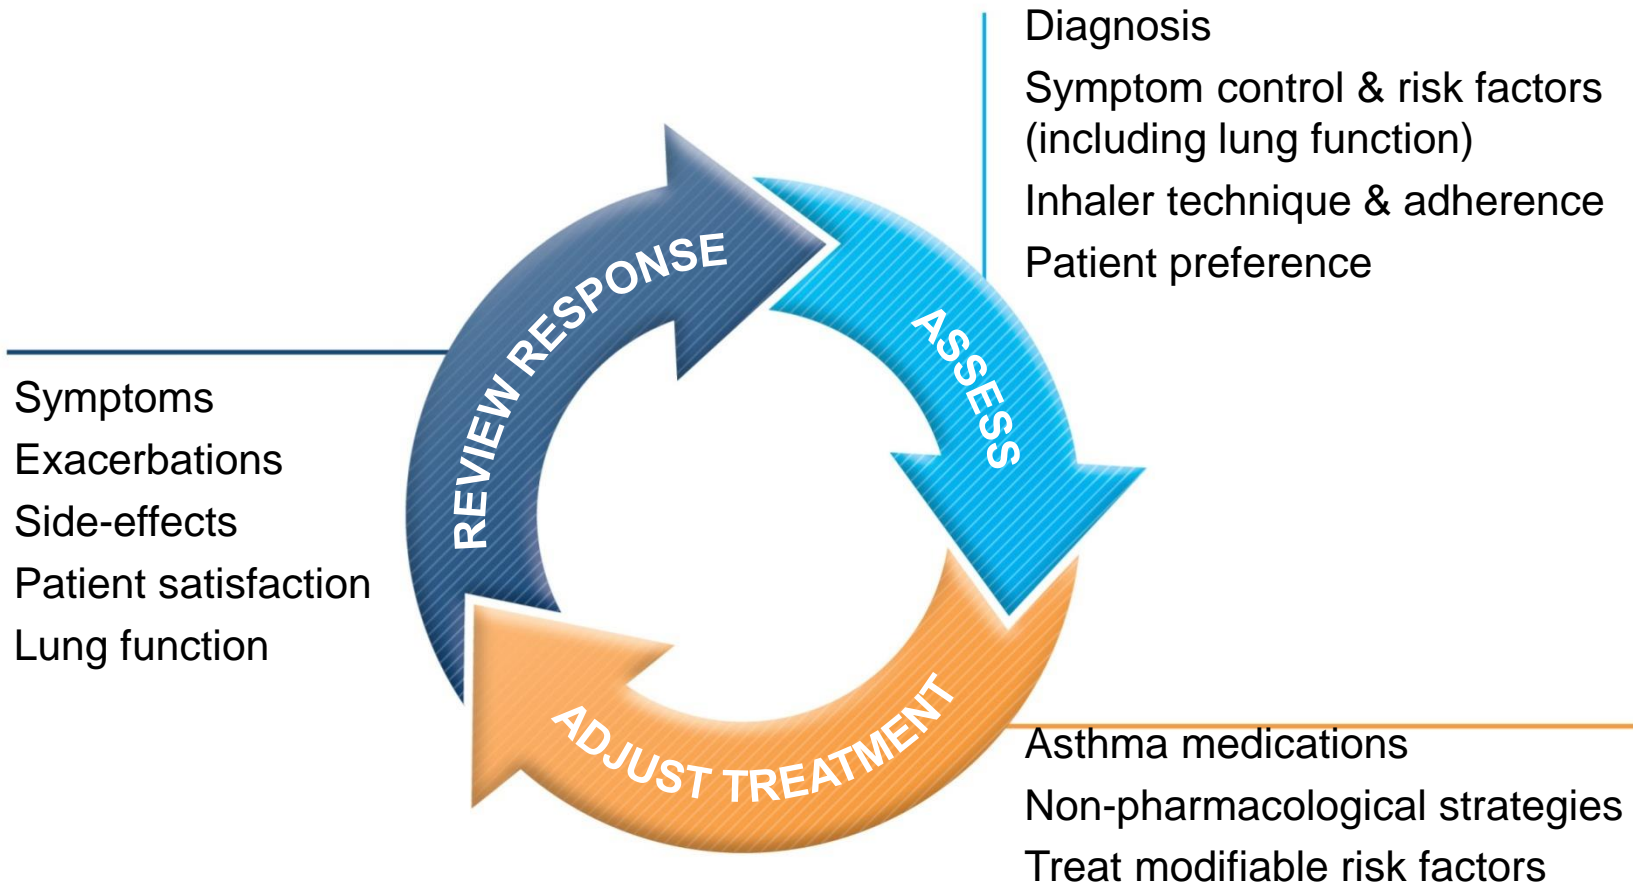 Diagnosis
Symptom control & risk factors
(including lung function)
Inhaler technique & adherence
Patient preference
REVIEW RESPONSE
ASSESS
Symptoms
Exacerbations
Side-effects
Patient satisfaction
Lung function
ADJUST TREATMENT
Asthma medications
Non-pharmacological strategies
Treat modifiable risk factors